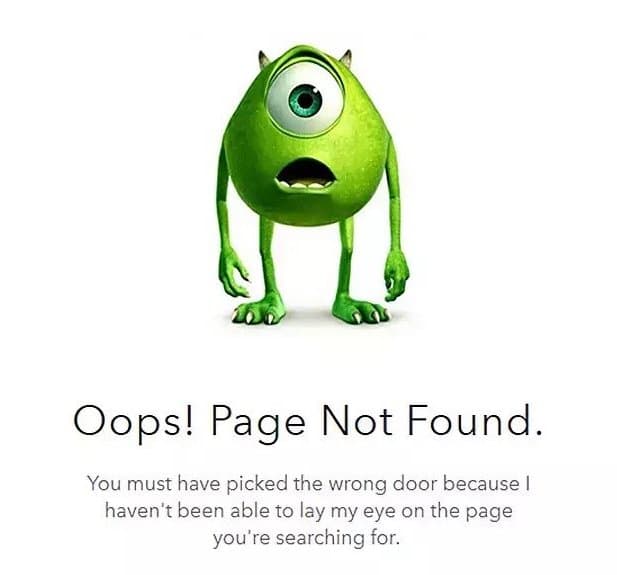 Oops! Page Not Found.
You must have picked the wrong door because I
haven't been able to lay my eye on the page
you're searching for.